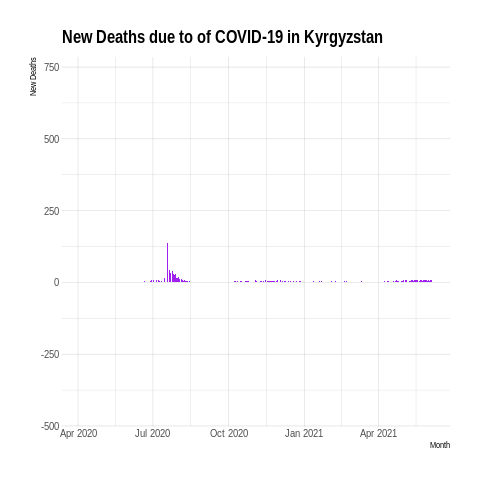 New Deaths due to of COVID-19 in Kyrgyzstan
New Deaths
750
500
250
0
-250
-500
Apr 2020 Jul 2020 Oct 2020 Jan 2021 Apr 2021
Month